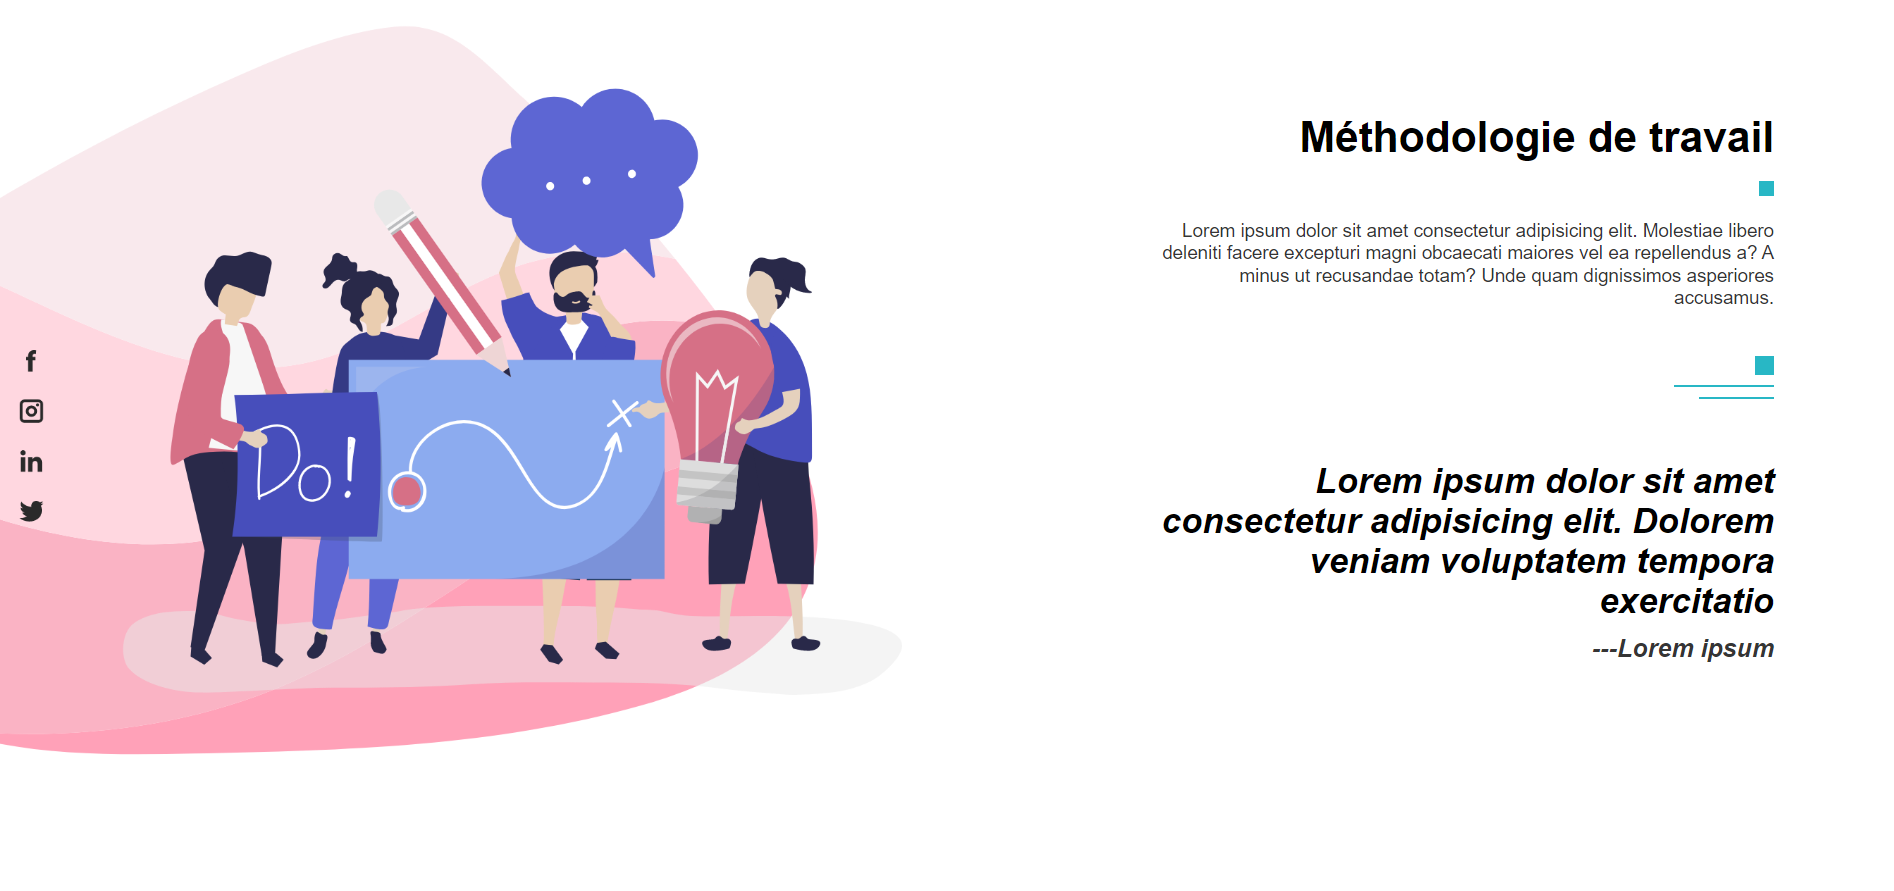 Méthodologie de travail
Lorem ipsum dolor sit amet consectetur adipisicing elit. Molestiae libero
deleniti facere excepturi magni obcaecati maiores vel ea repellendus a? A
minus ut recusandae totam? Unde quam dignissimos asperiores
accusamus.
Lorem ipsum dolor sit amet
consectetur adipisicing elit. Dolorem
veniam voluptatem tempora
exercitatio
---Lorem ipsum
Do!